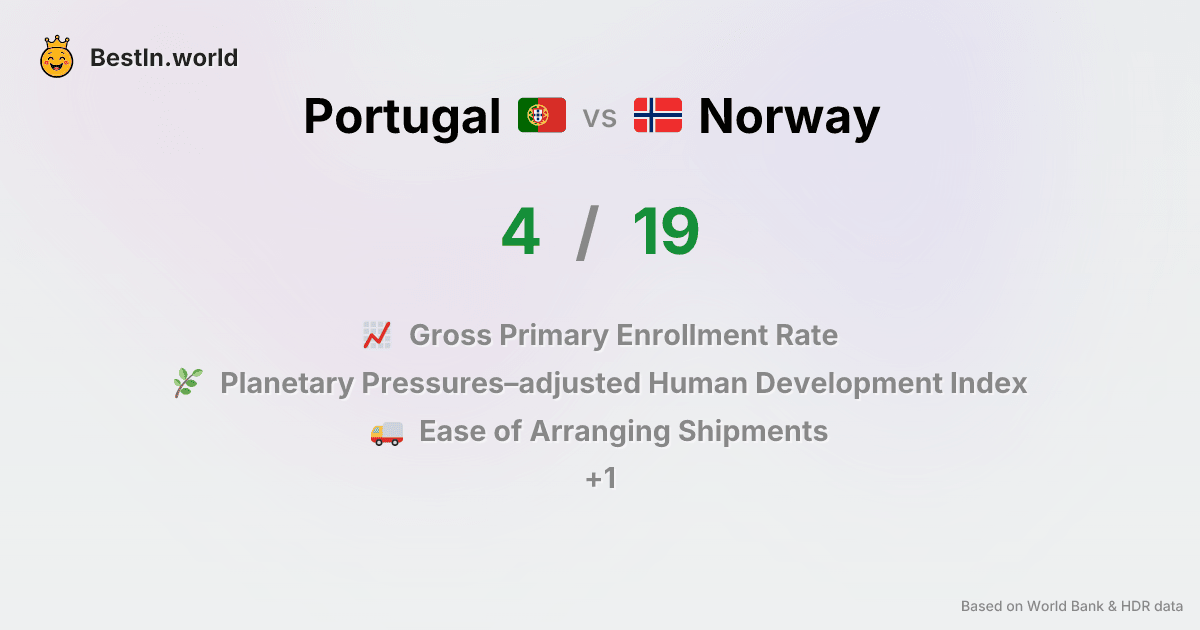 BestIn.world
Portugal vs Norway
4 / 19
Gross Primary Enrollment Rate
Planetary Pressures–adjusted Human Development Index
Ease of Arranging Shipments
+1
Based on World Bank & HDR data